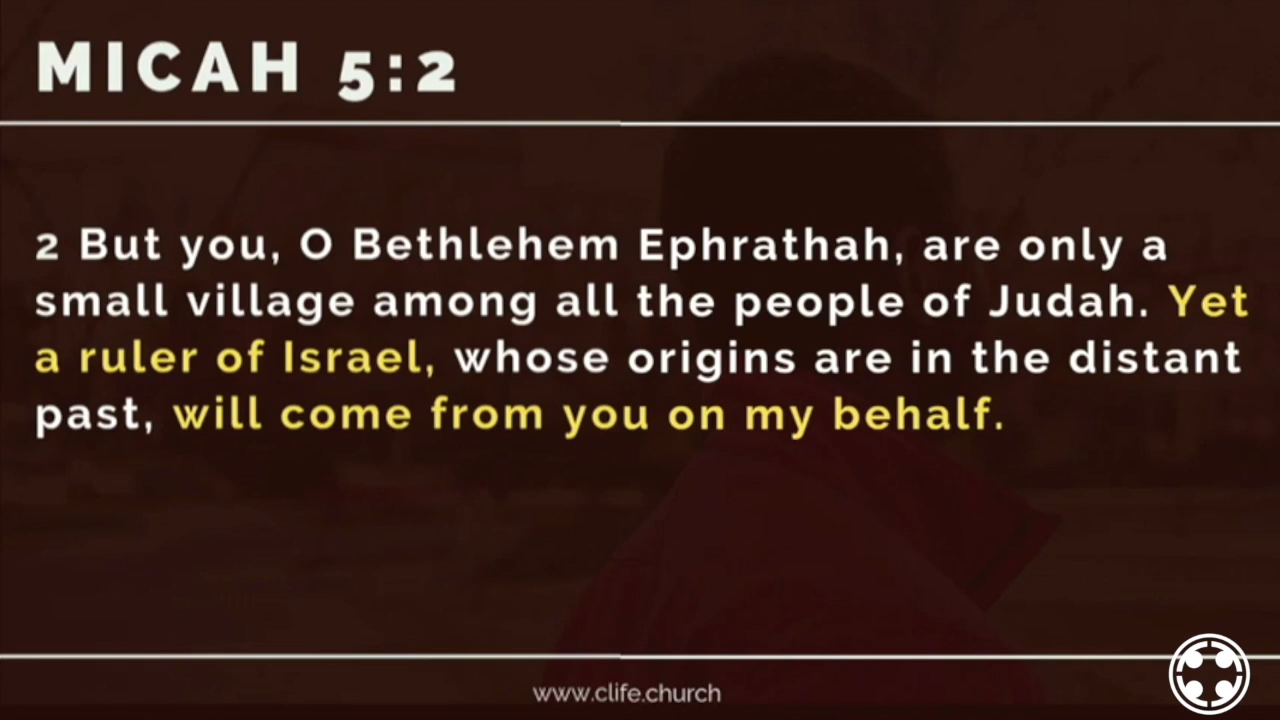 MICAH 5:2
2 But you, O Bethlehem Ephrathah, are only a
small village among all the people of Judah. Yet
a ruler of Israel, whose origins are in the distant
past, will come from you on my behalf.
www.clife.church